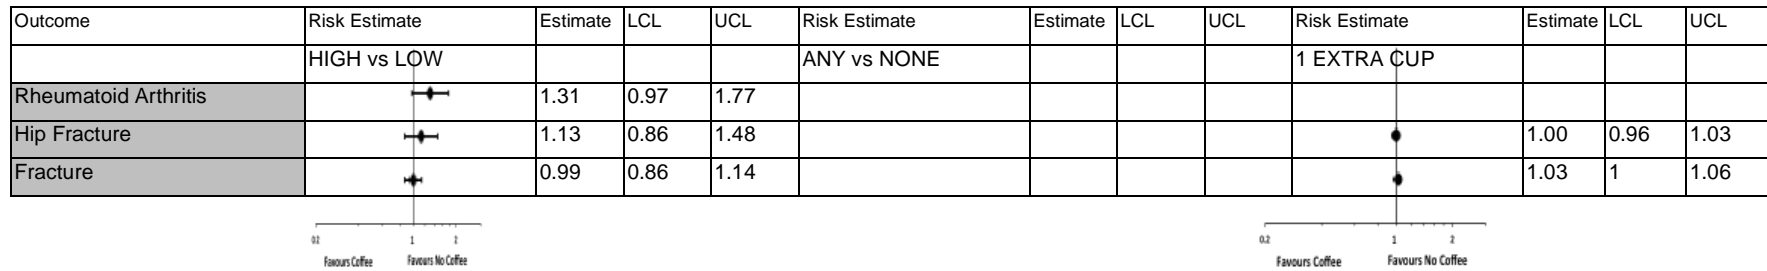 Outcome Risk Estimate Estimate LCL UCL Risk Estimate Estimate LCL UCL Risk Estimate Estimate LCL UCL
HIGH vs LOW ANY vs NONE 1 EXTRA CUP
Rheumatoid Arthritis 1.31 0.97 1.77
Hip Fracture 1.13 0.86 1.48 1.00 0.96 1.03
Fracture 0.99 0.86 1.14 1.03 1 1.06
0.2 1 2 0.2 1 2
Favours Coffee Favours No Coffee Favours Coffee Favours No Coffee